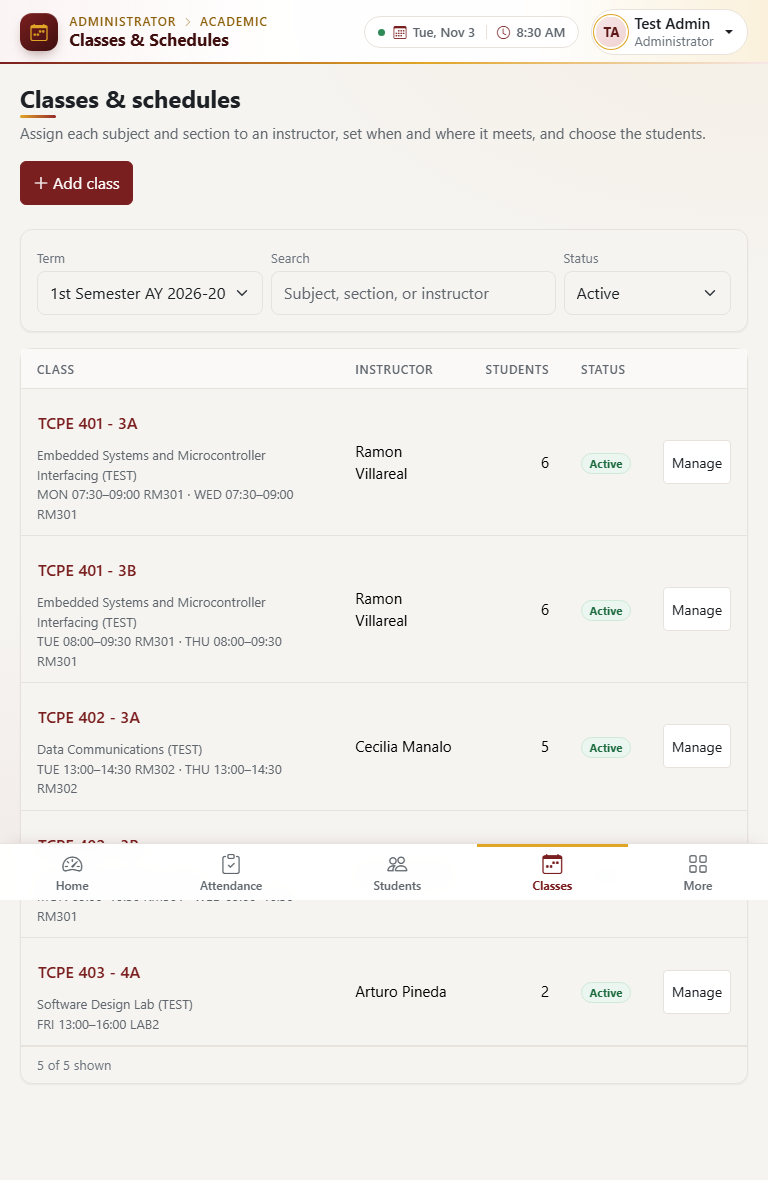 ADMINISTRATOR > ACADEMIC
Classes & Schedules
Tue, Nov 3
8:30 AM
TA
Test Admin
Administrator
Classes & schedules
Assign each subject and section to an instructor, set when and where it meets, and choose the students.
+ Add class
Term
Search
Status
1st Semester AY 2026-20
Subject, section, or instructor
Active
CLASS INSTRUCTOR STUDENTS STATUS
TCPE 401 - 3A
Embedded Systems and Microcontroller
Interfacing (TEST)
MON 07:30–09:00 RM301 · WED 07:30–09:00
RM301
Ramon
Villareal
6
Active
Manage
TCPE 401 - 3B
Embedded Systems and Microcontroller
Interfacing (TEST)
TUE 08:00–09:30 RM301 · THU 08:00–09:30
RM301
Ramon
Villareal
6
Active
Manage
TCPE 402 - 3A
Data Communications (TEST)
TUE 13:00–14:30 RM302 · THU 13:00–14:30
RM302
Cecilia Manalo
5
Active
Manage
Home
Attendance
Students
Classes
More
RM301
TCPE 403 - 4A
Software Design Lab (TEST)
FRI 13:00–16:00 LAB2
Arturo Pineda
2
Active
Manage
5 of 5 shown